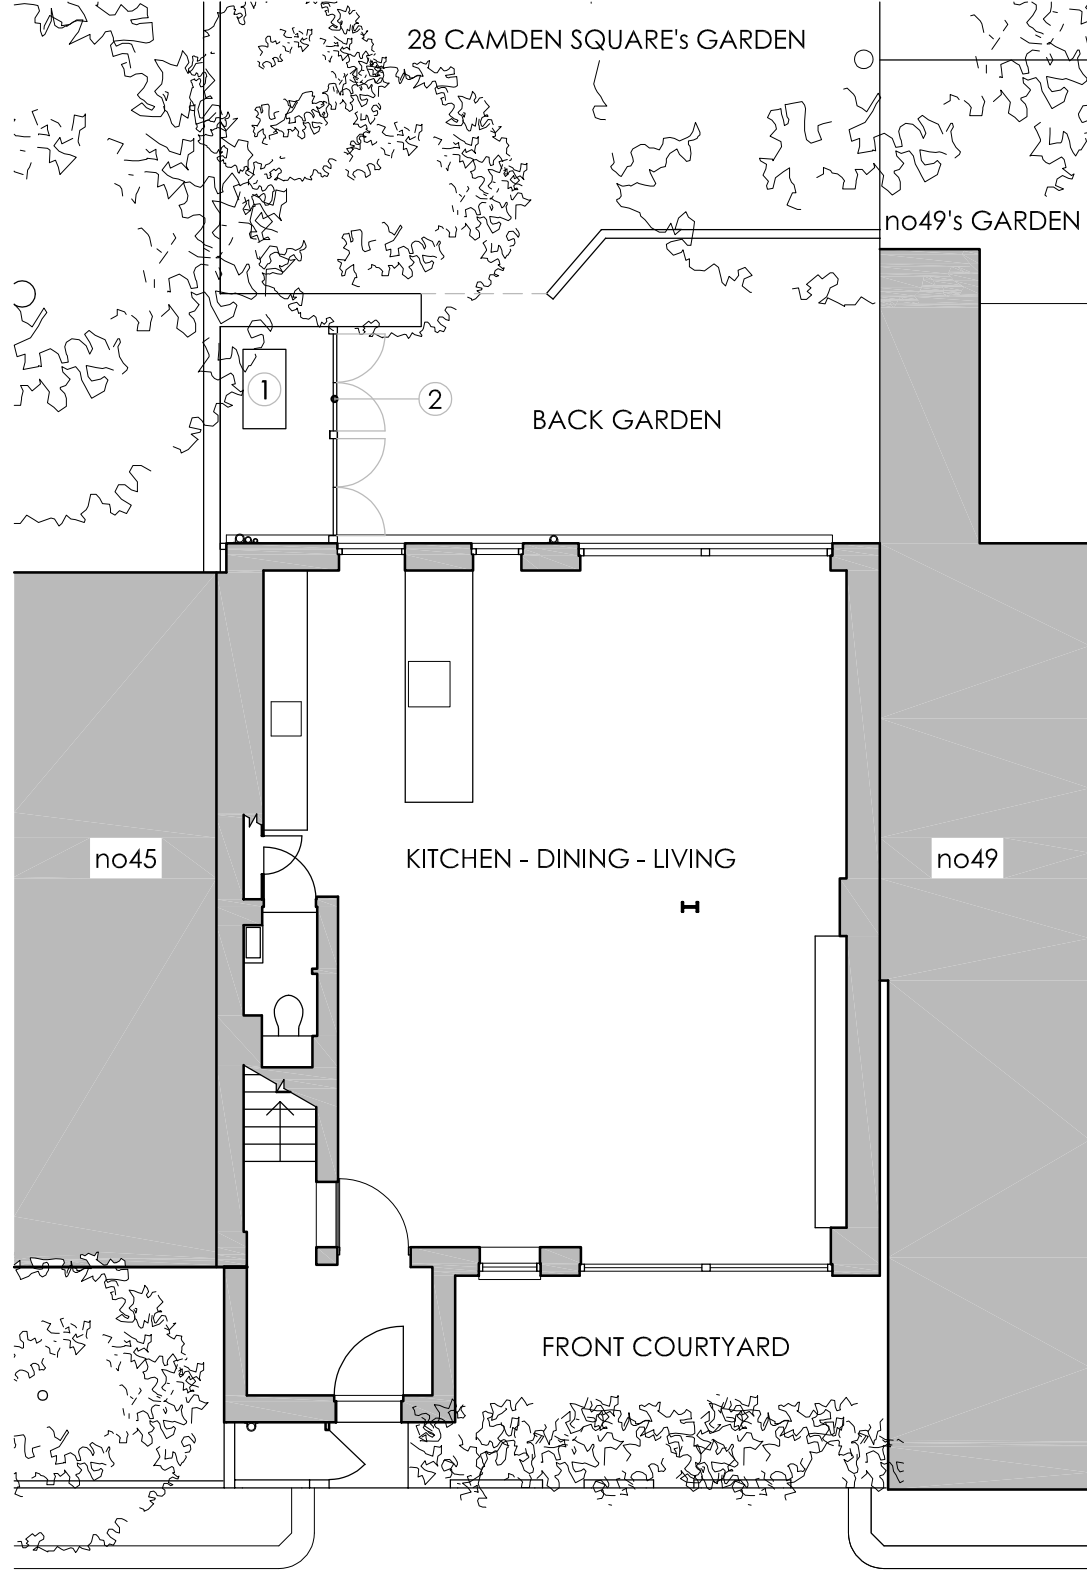 28 CAMDEN SQUARE's GARDEN
no49's GARDEN
1
2
BACK GARDEN
no45
KITCHEN - DINING - LIVING
no49
FRONT COURTYARD